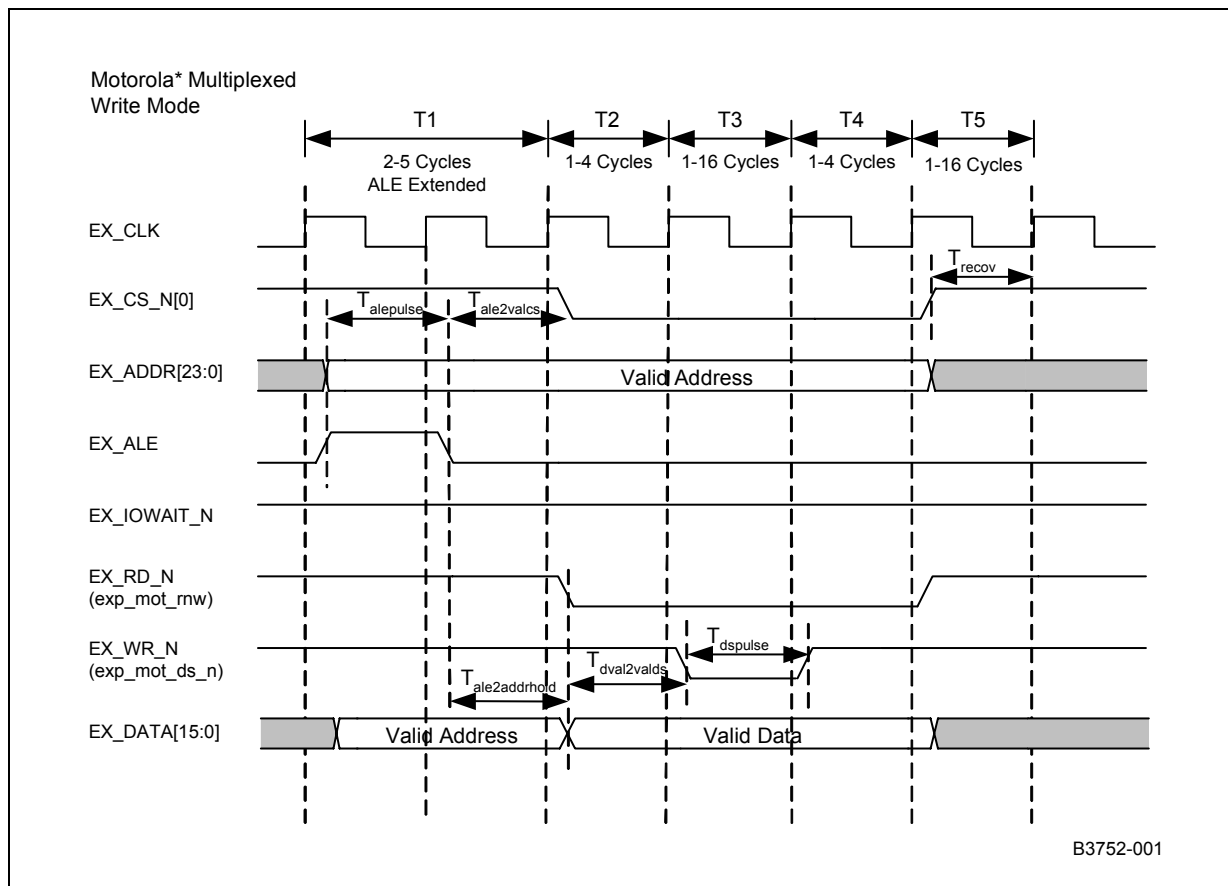 Motorola* Multiplexed
Write Mode
T1
T2
T3
T4
T5
2-5 Cycles
ALE Extended
1-4 Cycles
1-16 Cycles
1-4 Cycles
1-16 Cycles
EX_CLK
Trecov
EX_CS_N[0]
Talepulse
Tale2valcs
EX_ADDR[23:0]
Valid Address
EX_ALE
EX_IOWAIT_N
EX_RD_N
(exp_mot_rnw)
EX_WR_N
(exp_mot_ds_n)
Tdspulse
Tdval2valds
Tale2addrhold
EX_DATA[15:0]
Valid Address
Valid Data
B3752-001